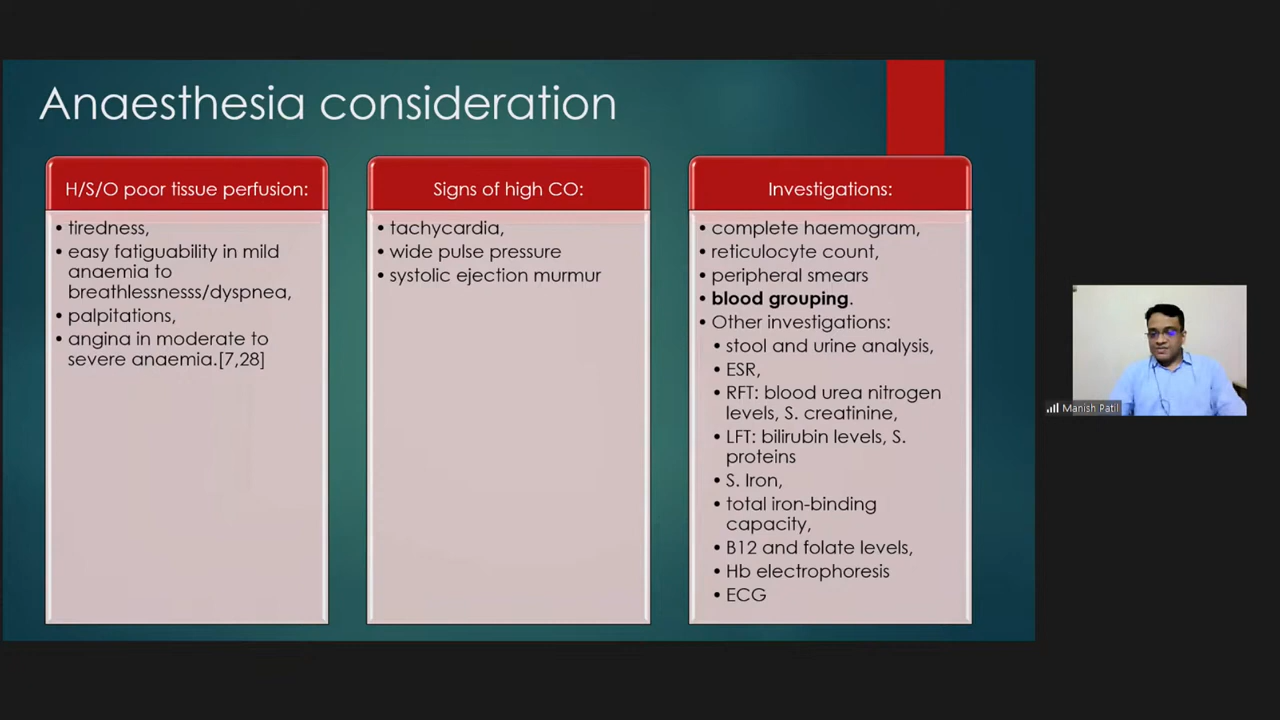 Anaesthesia consideration
H/S/O poor tissue perfusion:
• tiredness,
• easy fatiguability in mild
anaemia to
breathlessnesss/dyspnea,
• palpitations,
• angina in moderate to
severe anaemia.[7,28]
Signs of high CO:
• tachycardia,
• wide pulse pressure
• systolic ejection murmur
Investigations:
• complete haemogram,
• reticulocyte count,
• peripheral smears
• blood grouping.
• Other investigations:
• stool and urine analysis,
• ESR,
• RFT: blood urea nitrogen
levels, S. creatinine,
• LFT: bilirubin levels, S.
proteins
• S. Iron,
• total iron-binding
capacity,
• B12 and folate levels,
• Hb electrophoresis
• ECG
Manish Patil